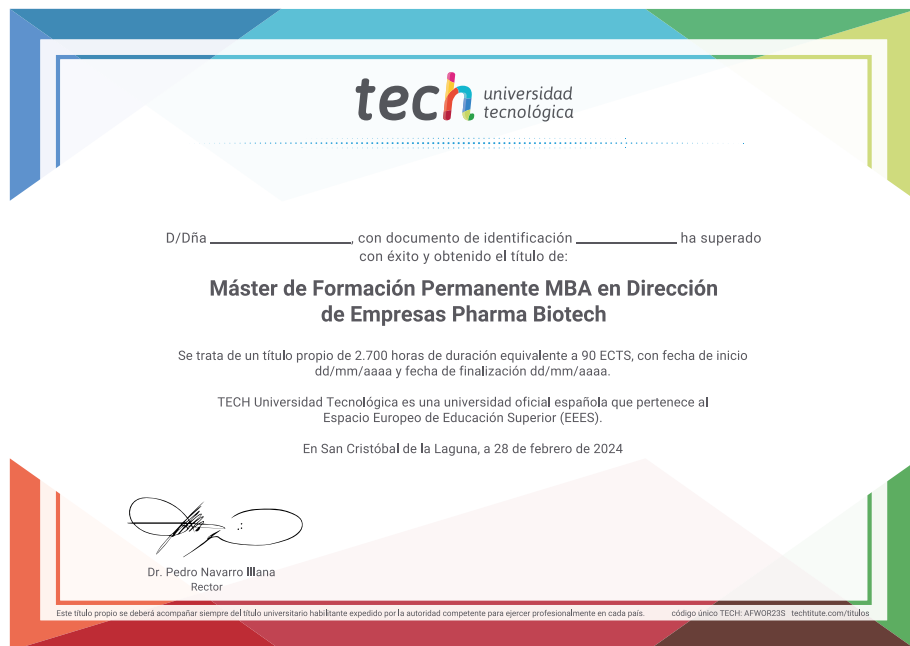 tech universidad
tecnológica
D/Dña ___________________, con documento de identificación _____________ ha superado
con éxito y obtenido el título de:
Máster de Formación Permanente MBA en Dirección
de Empresas Pharma Biotech
Se trata de un título propio de 2.700 horas de duración equivalente a 90 ECTS, con fecha de inicio
dd/mm/aaaa y fecha de finalización dd/mm/aaaa.
TECH Universidad Tecnológica es una universidad oficial española que pertenece al
Espacio Europeo de Educación Superior (EEES).
En San Cristóbal de la Laguna, a 28 de febrero de 2024
Dr. Pedro Navarro Illana
Rector
Este título propio se deberá acompañar siempre del título universitario habilitante expedido por la autoridad competente para ejercer profesionalmente en cada país. código único TECH: AFWOR23S techtitute.com/titulos